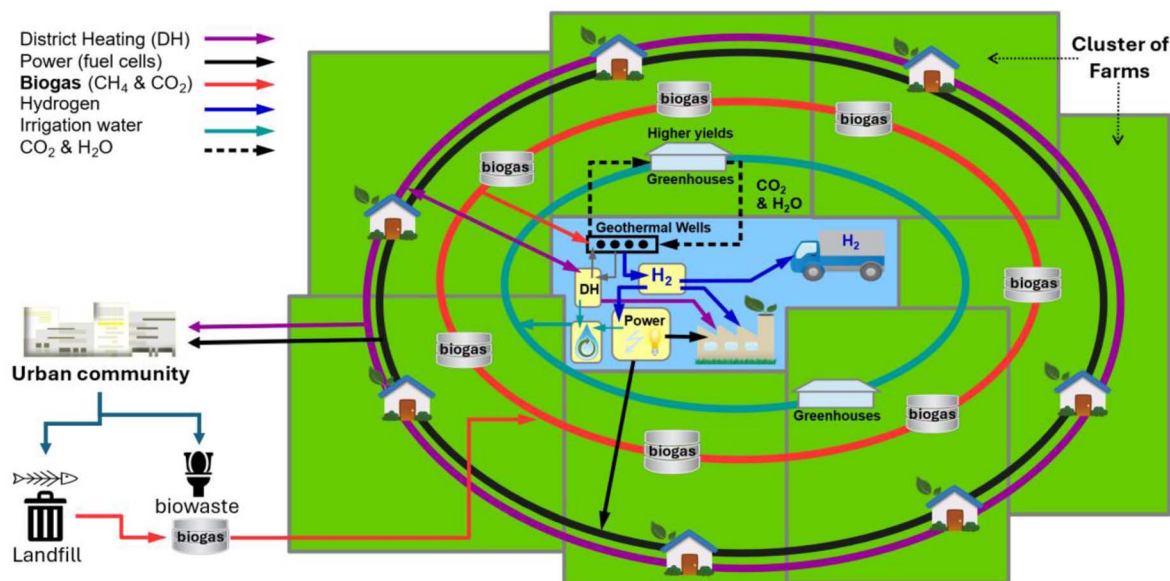 District Heating (DH)
Power (fuel cells)
Biogas (CH₄ & CO₂)
Hydrogen
Irrigation water
CO₂ & H₂O
Cluster of
Farms
biogas
biogas
biogas
Higher yields
Greenhouses
CO₂
& H₂O
Geothermal Wells
H₂
H₂
DH
Power
biogas
biogas
Greenhouses
biogas
biogas
Urban community
biowaste
biogas
Landfill